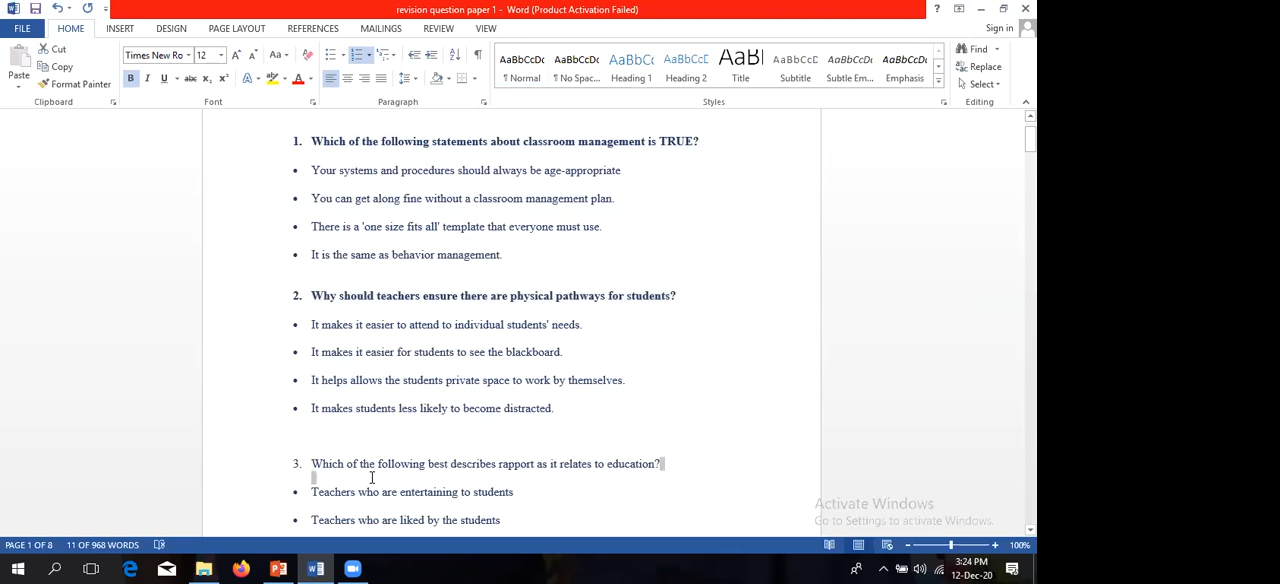 revision question paper 1 - Word (Product Activation Failed)
FILE HOME INSERT DESIGN PAGE LAYOUT REFERENCES MAILINGS REVIEW VIEW Sign in
Paste
Cut
Copy
Format Painter
Clipboard
Times New Ro 12
Font
Paragraph
AaBbCcDc AaBbCcDc AaBbCc AaBbCcD AaBl AaBbCcD AaBbCcDc AaBbCcDc
¶ Normal ¶ No Spac... Heading 1 Heading 2 Title Subtitle Subtle Em... Emphasis
Styles
Find
Replace
Select
Editing
1. Which of the following statements about classroom management is TRUE?
• Your systems and procedures should always be age-appropriate
• You can get along fine without a classroom management plan.
• There is a 'one size fits all' template that everyone must use.
• It is the same as behavior management.
2. Why should teachers ensure there are physical pathways for students?
• It makes it easier to attend to individual students' needs.
• It makes it easier for students to see the blackboard.
• It helps allows the students private space to work by themselves.
• It makes students less likely to become distracted.
3. Which of the following best describes rapport as it relates to education?
• Teachers who are entertaining to students
• Teachers who are liked by the students
Activate Windows
Go to Settings to activate Windows.
PAGE 1 OF 8 11 OF 968 WORDS 100%
3:24 PM
12-Dec-20